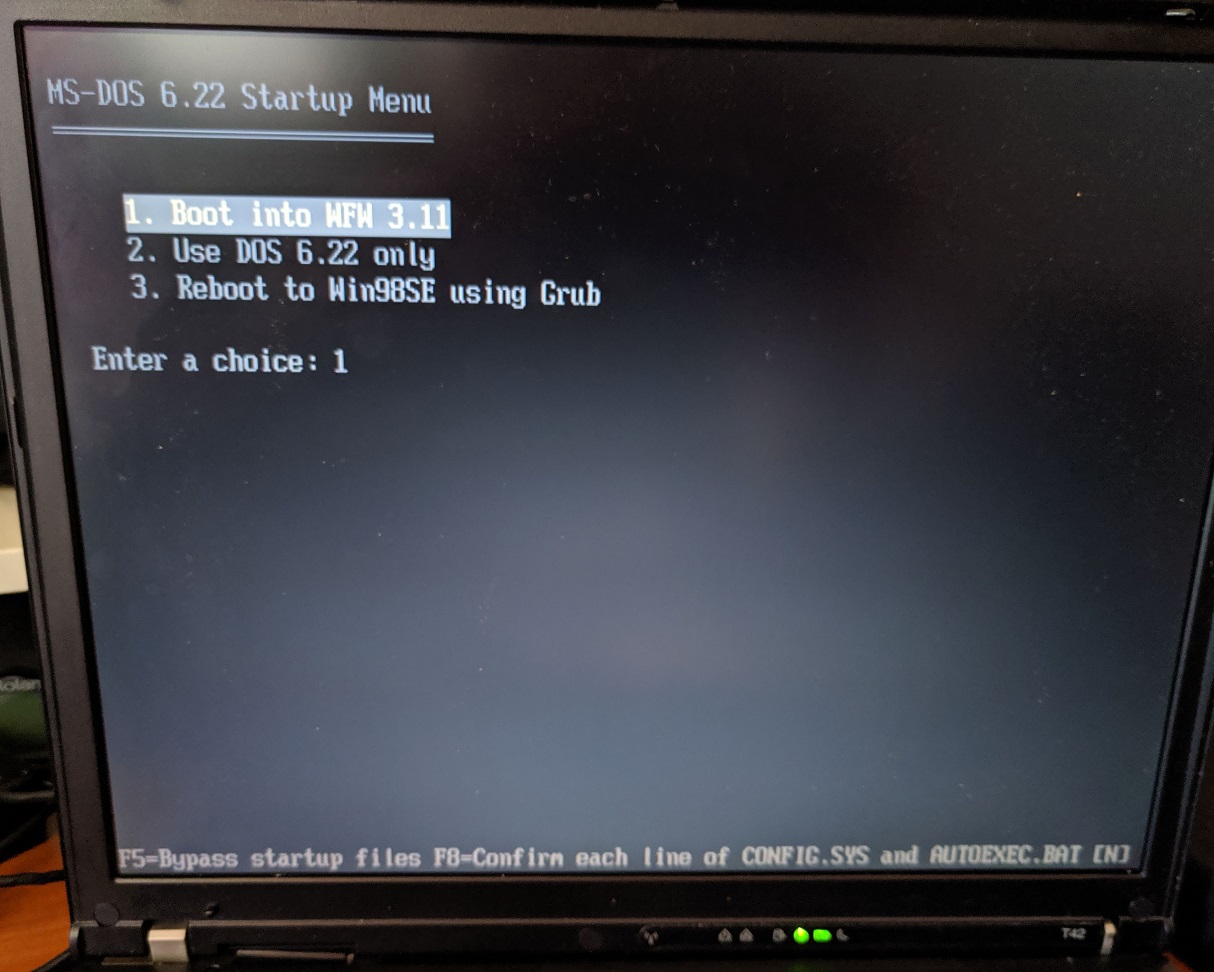 MS-DOS 6.22 Startup Menu
1. Boot into WFW 3.11
2. Use DOS 6.22 only
3. Reboot to Win98SE using Grub
Enter a choice: 1
F5=Bypass startup files F8=Confirm each line of CONFIG.SYS and AUTOEXEC.BAT [N]
T42